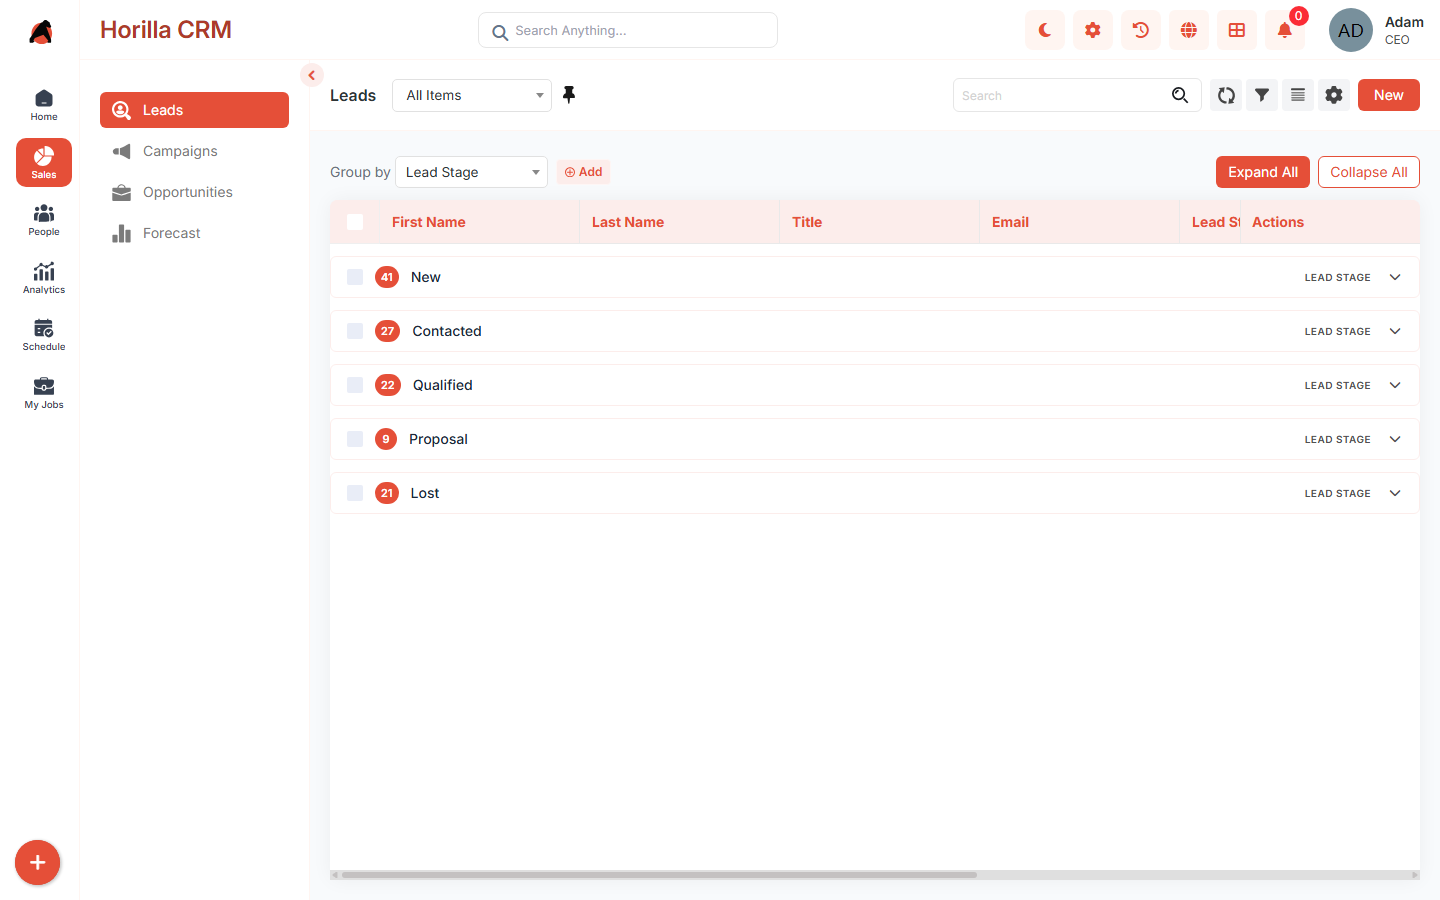 Horilla CRM
Search Anything...
0
AD
Adam
CEO
Home
Sales
People
Analytics
Schedule
My Jobs
Leads
Campaigns
Opportunities
Forecast
Leads
All Items
Search
New
Group by
Lead Stage
Add
Expand All
Collapse All
First Name
Last Name
Title
Email
Lead St
Actions
41 New LEAD STAGE
27 Contacted LEAD STAGE
22 Qualified LEAD STAGE
9 Proposal LEAD STAGE
21 Lost LEAD STAGE